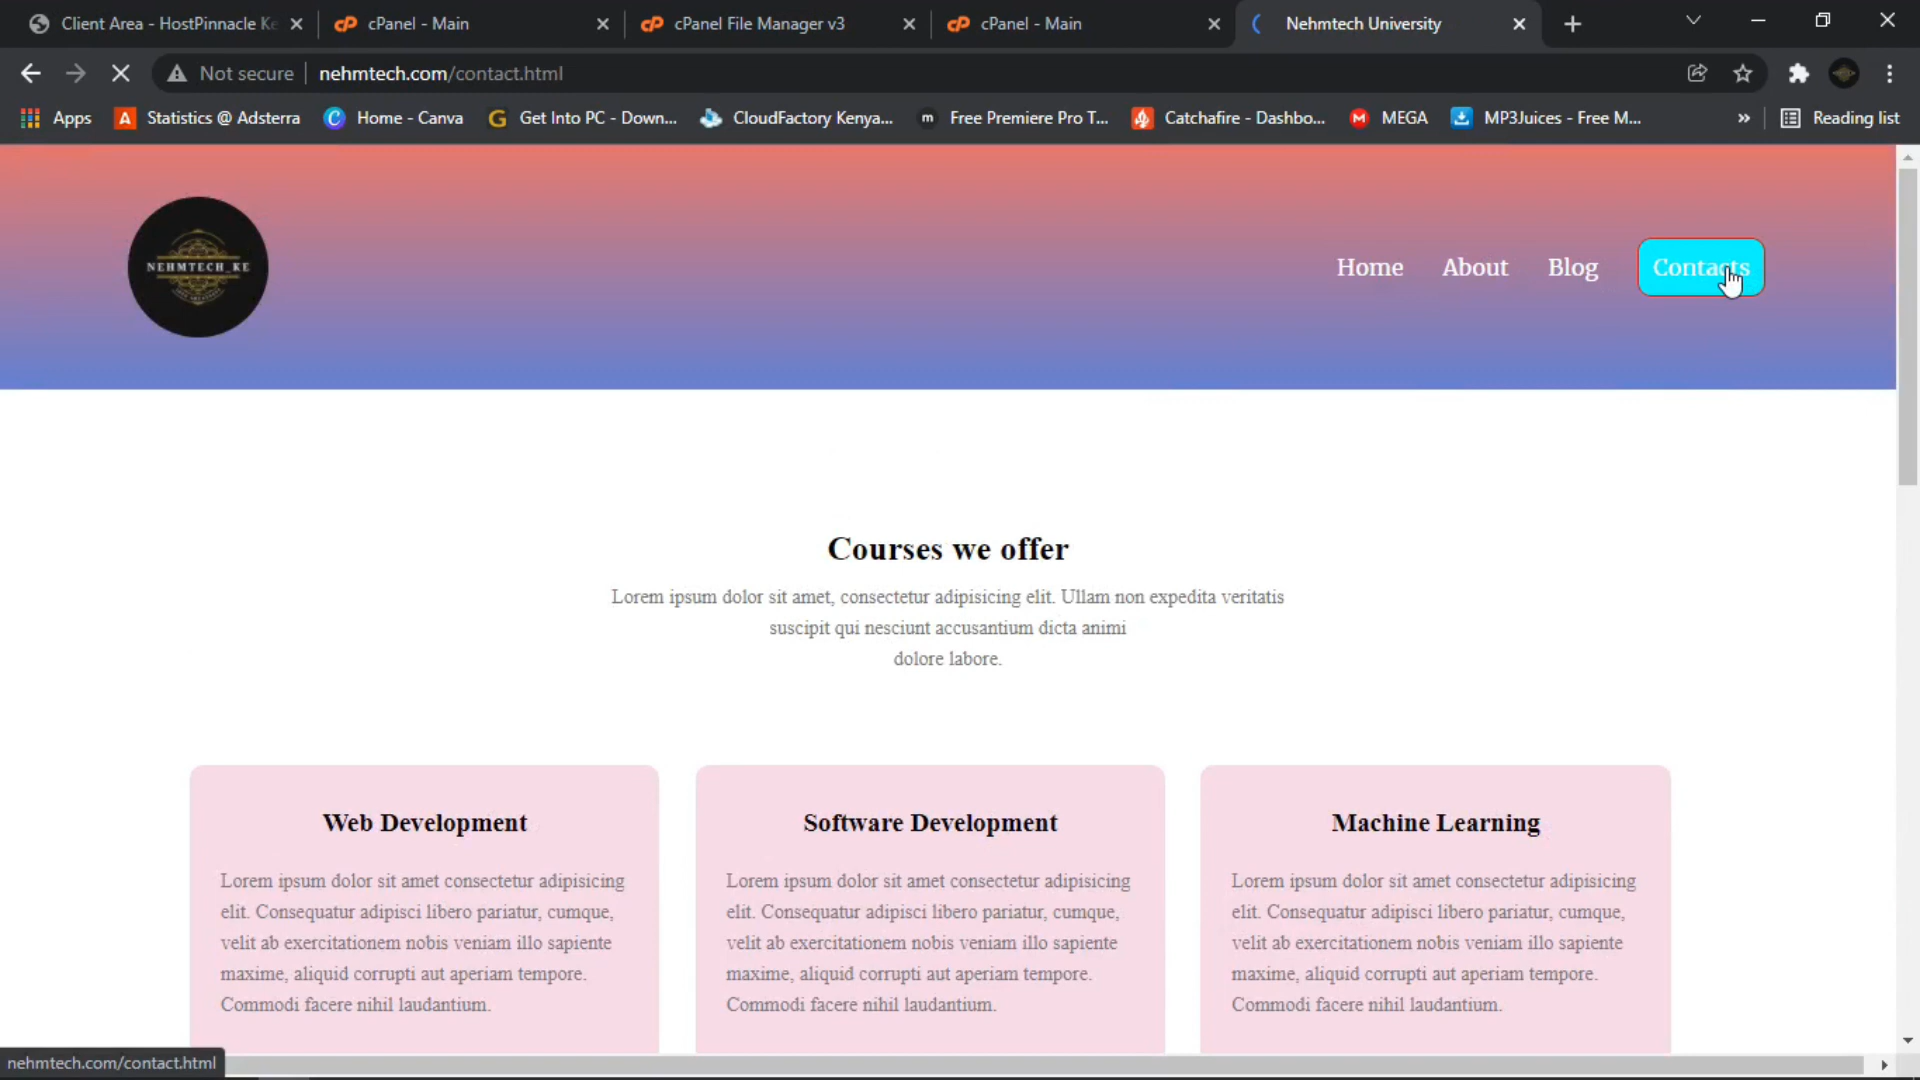 Client Area - HostPinnacle Ke
cPanel - Main
cPanel File Manager v3
cPanel - Main
Nehmtech University
Not secure
nehmtech.com/contact.html
Apps
Statistics @ Adsterra
Home - Canva
Get Into PC - Down...
CloudFactory Kenya...
Free Premiere Pro T...
Catchafire - Dashbo...
MEGA
MP3Juices - Free M...
»
Reading list
NEHMTECH_KE
Home
About
Blog
Contacts
Courses we offer
Lorem ipsum dolor sit amet, consectetur adipisicing elit. Ullam non expedita veritatis
suscipit qui nesciunt accusantium dicta animi
dolore labore.
Web Development
Lorem ipsum dolor sit amet consectetur adipisicing
elit. Consequatur adipisci libero pariatur, cumque,
velit ab exercitationem nobis veniam illo sapiente
maxime, aliquid corrupti aut aperiam tempore.
Commodi facere nihil laudantium.
Software Development
Lorem ipsum dolor sit amet consectetur adipisicing
elit. Consequatur adipisci libero pariatur, cumque,
velit ab exercitationem nobis veniam illo sapiente
maxime, aliquid corrupti aut aperiam tempore.
Commodi facere nihil laudantium.
Machine Learning
Lorem ipsum dolor sit amet consectetur adipisicing
elit. Consequatur adipisci libero pariatur, cumque,
velit ab exercitationem nobis veniam illo sapiente
maxime, aliquid corrupti aut aperiam tempore.
Commodi facere nihil laudantium.
nehmtech.com/contact.html